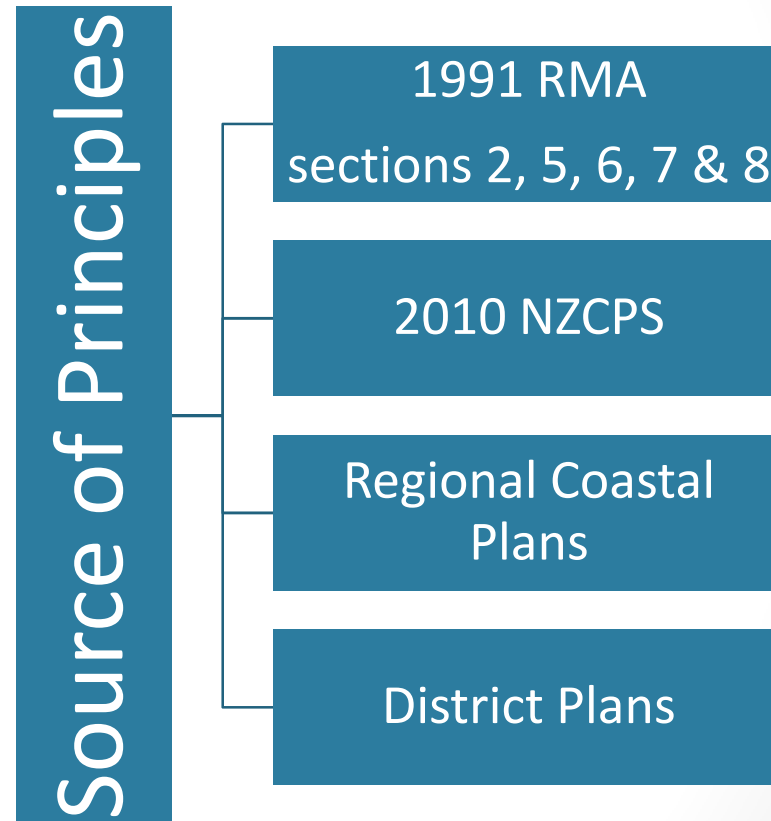 Source of Principles
1991 RMA
sections 2, 5, 6, 7 & 8
2010 NZCPS
Regional Coastal
Plans
District Plans